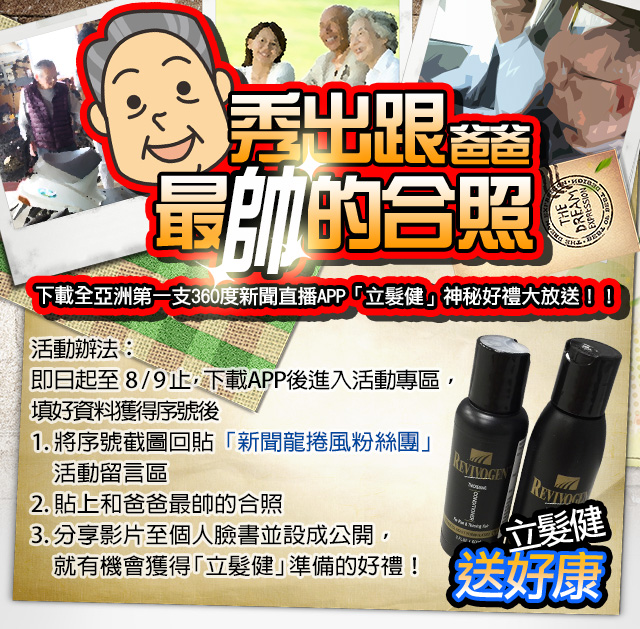 秀出跟爸爸
最帥的合照
THE
DREAM
EXPRESSION
下載全亞洲第一支360度新聞直播APP「立髮健」神秘好禮大放送！！
活動辦法：
即日起至 8/9止，下載APP後進入活動專區，
填好資料獲得序號後
1. 將序號截圖回貼「新聞龍捲風粉絲團」
活動留言區
2. 貼上和爸爸最帥的合照
3. 分享影片至個人臉書並設成公開，
就有機會獲得「立髮健」準備的好禮！
REVIVOGEN
CONDITIONER
REVIVOGEN
立髮健
送好康